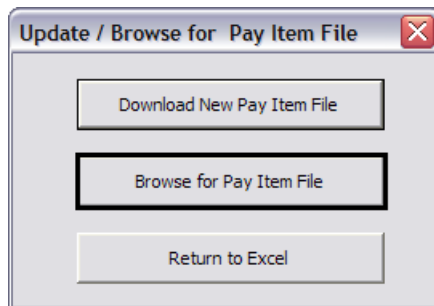 Update / Browse for Pay Item File
Download New Pay Item File
Browse for Pay Item File
Return to Excel